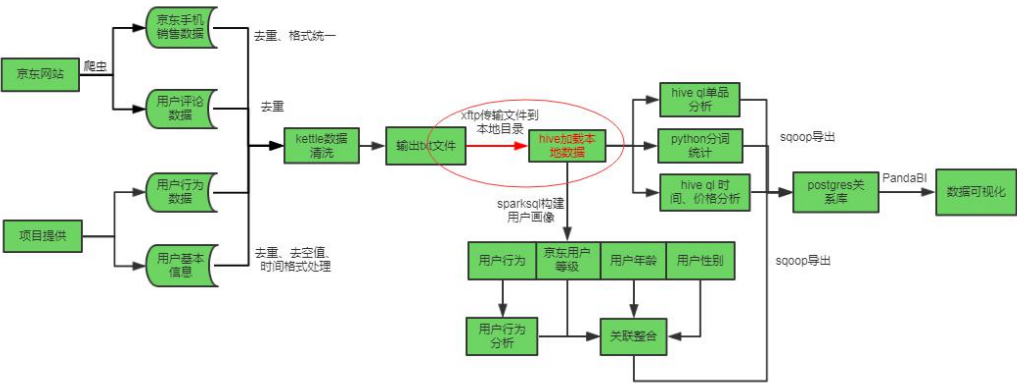 京东网站
爬虫
京东手机
销售数据
去重、格式统一
用户评论
数据
去重
项目提供
用户行为
数据
用户基本
信息
去重、去空值、
时间格式处理
kettle数据
清洗
输出txt文件
xftp传输文件到
本地目录
hive加载本
地数据
hive ql单品
分析
python分词
统计
hive ql 时
间、价格分析
sqoop导出
postgres关
系库
PandaBI
数据可视化
sparksql构建
用户画像
用户行为
京东用户
等级
用户年龄
用户性别
用户行为
分析
关联整合
sqoop导出